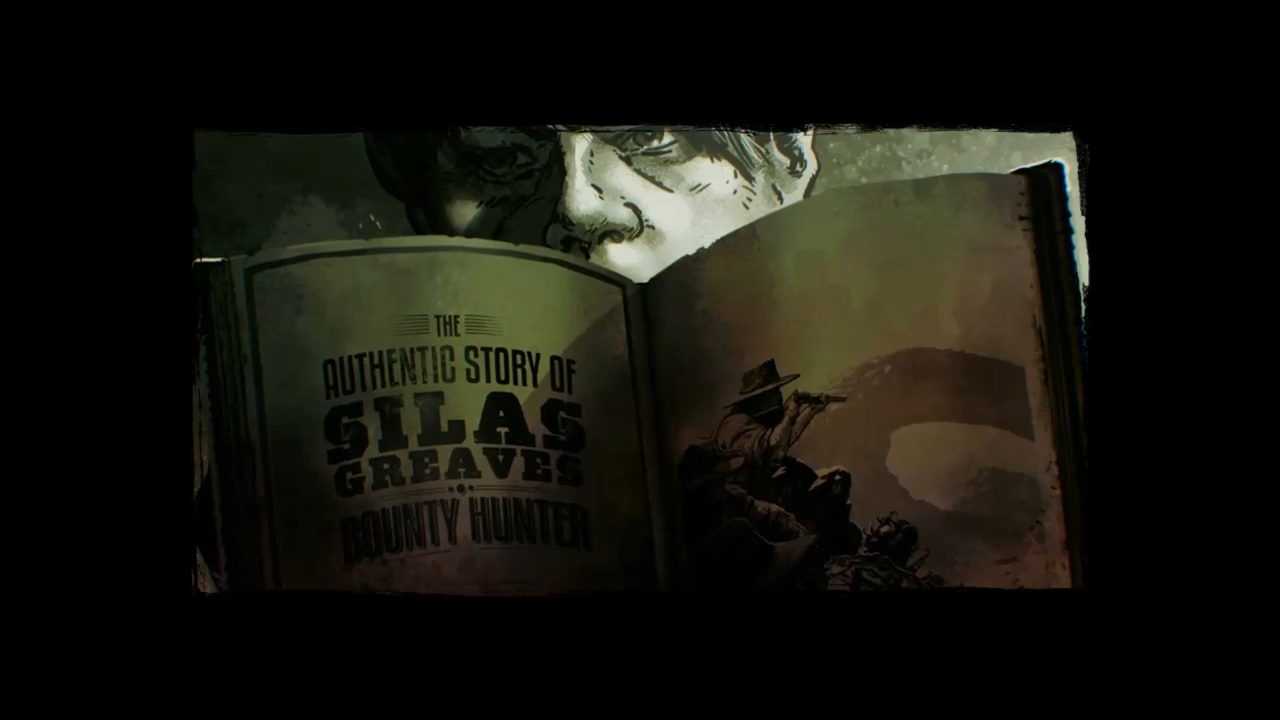 THE
AUTHENTIC STORY OF
SILAS
GREAVES
BOUNTY HUNTER